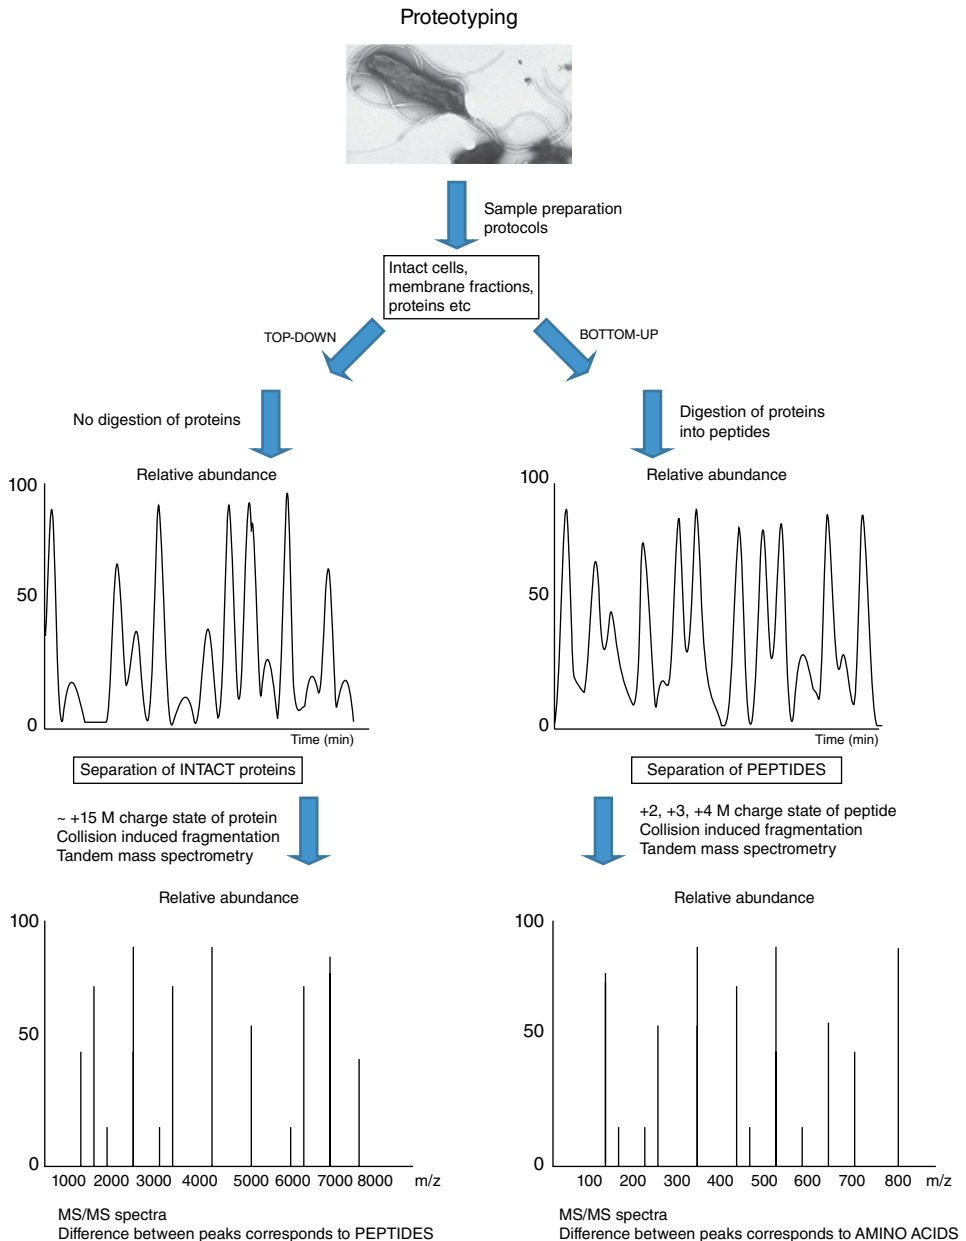 Proteotyping
Sample preparation
protocols
Intact cells,
membrane fractions,
proteins etc
TOP-DOWN
BOTTOM-UP
No digestion of proteins
Digestion of proteins
into peptides
Relative abundance
100
50
0
Time (min)
Relative abundance
100
50
0
Time (min)
Separation of INTACT proteins
Separation of PEPTIDES
~ +15 M charge state of protein
Collision induced fragmentation
Tandem mass spectrometry
+2, +3, +4 M charge state of peptide
Collision induced fragmentation
Tandem mass spectrometry
Relative abundance
100
50
0
1000 2000 3000 4000 5000 6000 7000 8000 m/z
Relative abundance
100
50
0
100 200 300 400 500 600 700 800 m/z
MS/MS spectra
Difference between peaks corresponds to PEPTIDES
MS/MS spectra
Difference between peaks corresponds to AMINO ACIDS